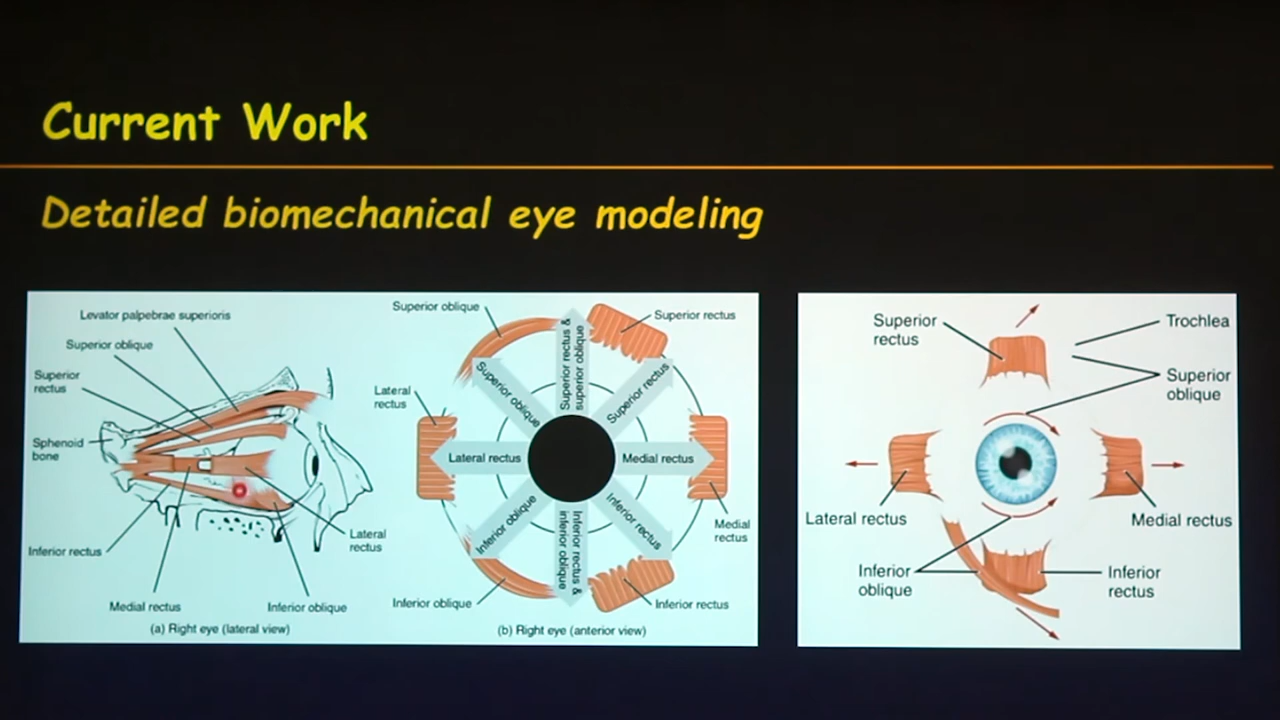 Current Work
Detailed biomechanical eye modeling
Levator palpebrae superioris
Superior oblique
Superior
rectus
Sphenoid
bone
Inferior rectus
Medial rectus
Inferior oblique
Lateral
rectus
(a) Right eye (lateral view)
Superior oblique
Superior rectus
Lateral
rectus
Superior oblique
Superior rectus &
superior oblique
Superior rectus
Lateral rectus
Medial rectus
Inferior oblique
Inferior rectus &
inferior oblique
Inferior rectus
Medial
rectus
Inferior oblique
Inferior rectus
(b) Right eye (anterior view)
Superior
rectus
Trochlea
Superior
oblique
Lateral rectus
Medial rectus
Inferior
oblique
Inferior
rectus